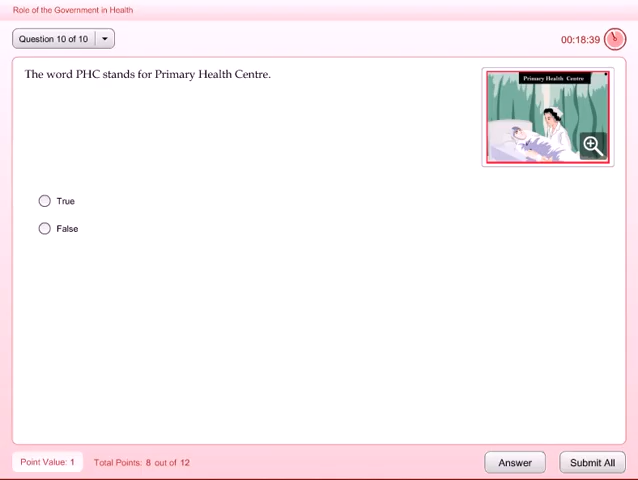 Role of the Government in Health
Question 10 of 10
00:18:39
The word PHC stands for Primary Health Centre.
Primary Health Centre
True
False
Point Value: 1
Total Points: 8 out of 12
Answer
Submit All